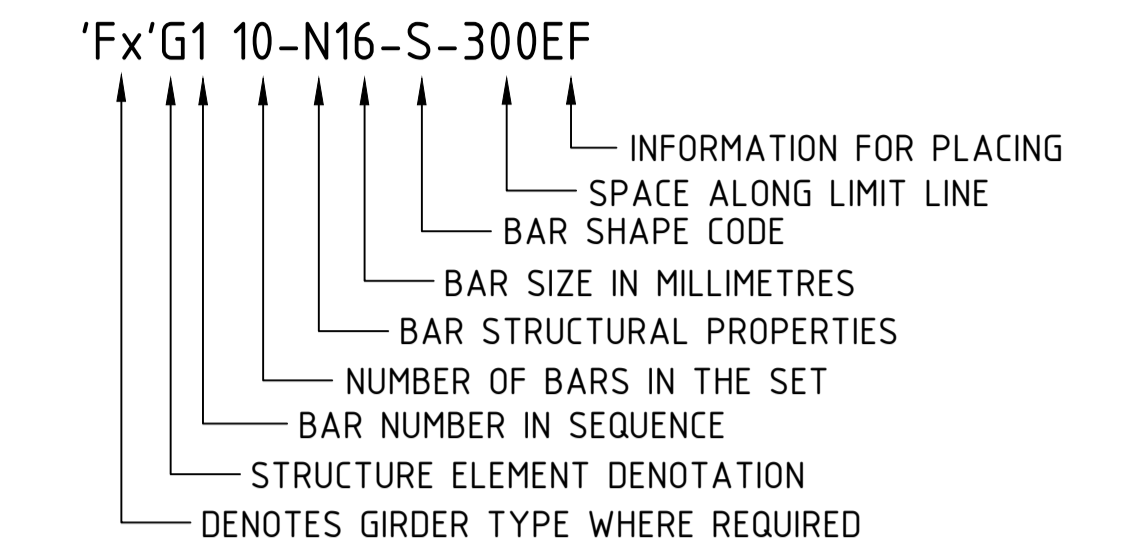 'Fx'G1 10-N16-S-300EF
INFORMATION FOR PLACING
SPACE ALONG LIMIT LINE
BAR SHAPE CODE
BAR SIZE IN MILLIMETRES
BAR STRUCTURAL PROPERTIES
NUMBER OF BARS IN THE SET
BAR NUMBER IN SEQUENCE
STRUCTURE ELEMENT DENOTATION
DENOTES GIRDER TYPE WHERE REQUIRED